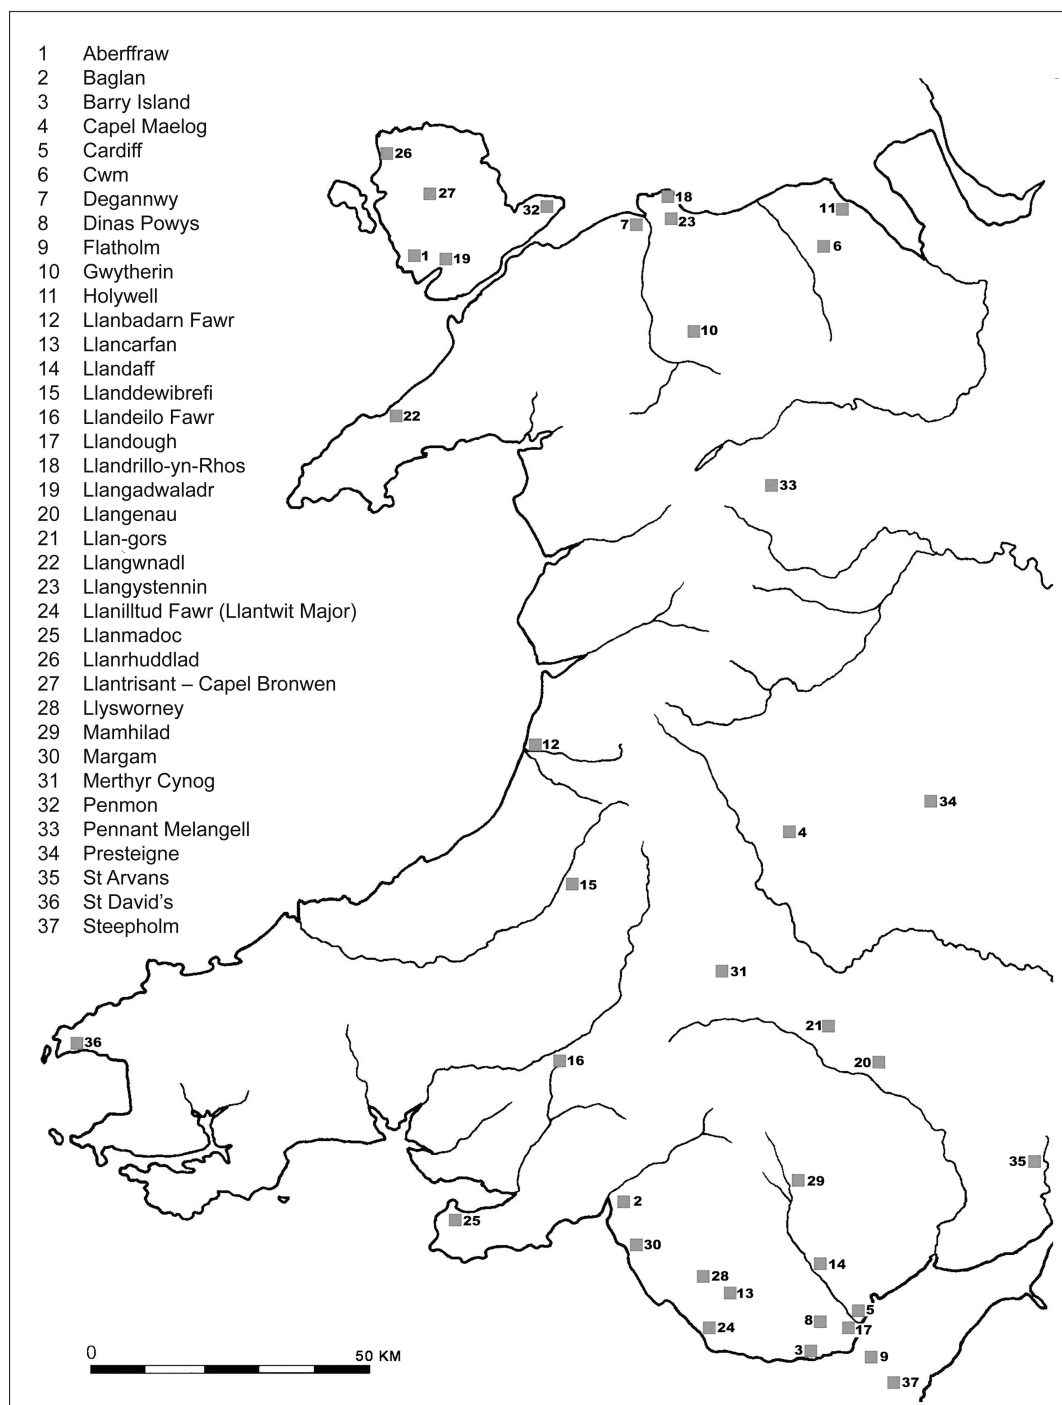 1 Aberffraw
2 Baglan
3 Barry Island
4 Capel Maelog
5 Cardiff
6 Cwm
7 Degannwy
8 Dinas Powys
9 Flatholm
10 Gwytherin
11 Holywell
12 Llanbadarn Fawr
13 Llancarfan
14 Llandaff
15 Llanddewibrefi
16 Llandeilo Fawr
17 Llandough
18 Llandrillo-yn-Rhos
19 Llangadwaladr
20 Llangenau
21 Llan-gors
22 Llangwnadl
23 Llangystennin
24 Llanilltud Fawr (Llantwit Major)
25 Llanmadoc
26 Llanrhuddlad
27 Llantrisant – Capel Bronwen
28 Llysworney
29 Mamhilad
30 Margam
31 Merthyr Cynog
32 Penmon
33 Pennant Melangell
34 Presteigne
35 St Arvans
36 St David's
37 Steepholm
26
27
32
18
23
7
11
6
1
19
10
22
33
12
34
4
15
31
21
20
36
16
35
29
2
25
30
14
28
13
5
8
17
24
3
9
37
0
50 KM